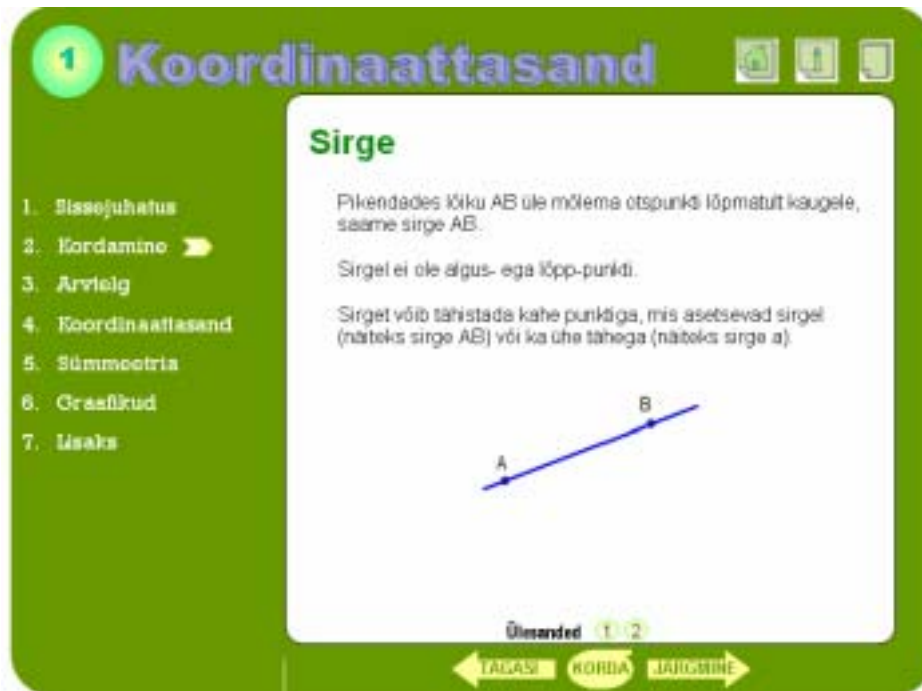 1
Koordinaattasand
1. Sissejuhatus
2. Kordamine
3. Arvtelg
4. Koordinaattasand
5. Sümmeetria
6. Graafikud
7. Lisaks
Sirge
Pikendades lõiku AB üle mõlema otspunkti lõpmatult kaugele,
saame sirge AB.
Sirgel ei ole algus- ega lõpp-punkti.
Sirget võib tähistada kahe punktiga, mis asetsevad sirgel
(näiteks sirge AB) või ka ühe tähega (näiteks sirge a).
B
A
Ülesanded 1 2
TAGASI KORDA JÄRGMINE